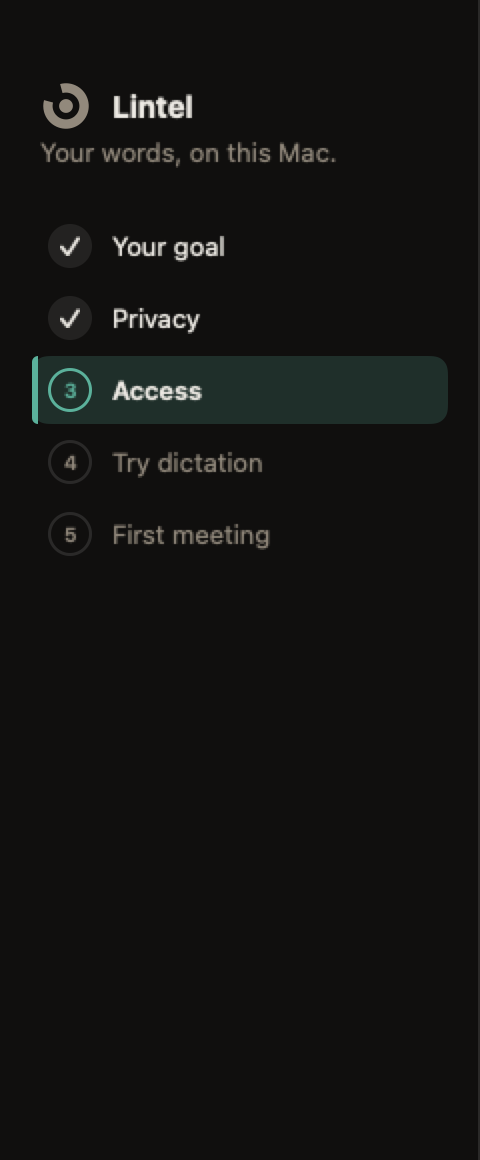 Lintel
Your words, on this Mac.
Your goal
Privacy
3 Access
4 Try dictation
5 First meeting